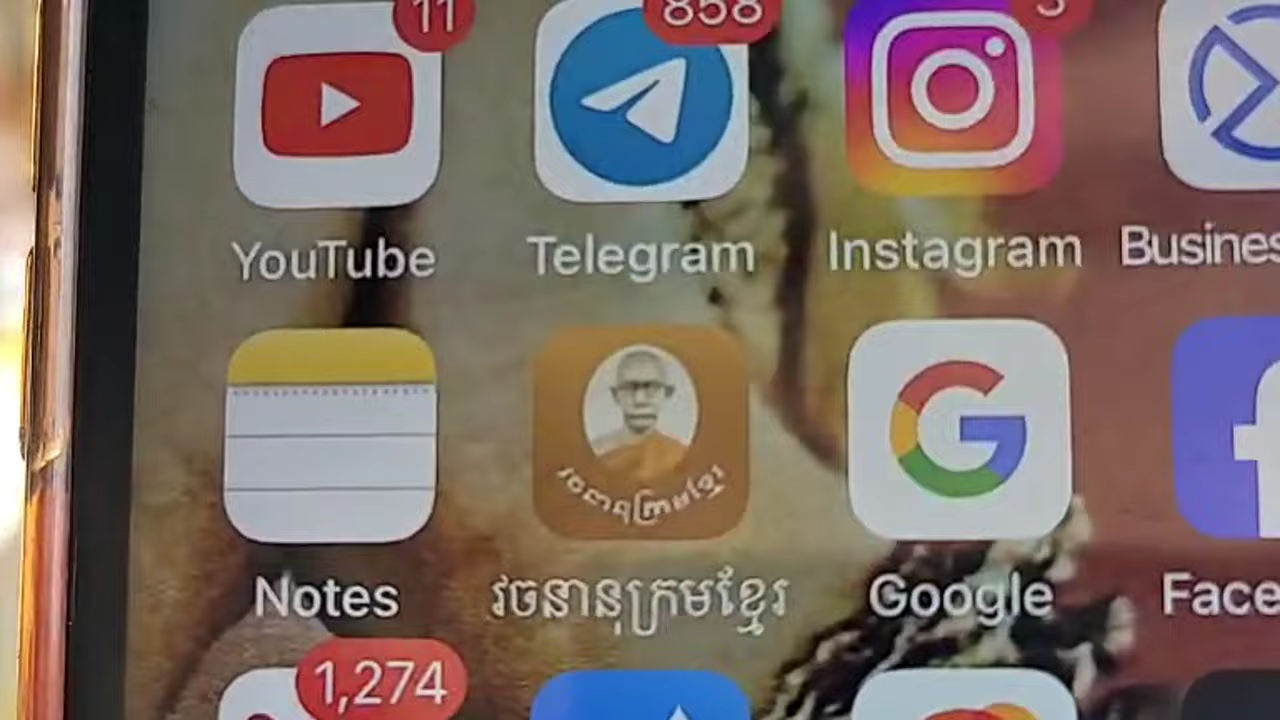 11
858
YouTube
Telegram
Instagram
Busines
វចនានុក្រមខ្មែរ
Notes
វចនានុក្រមខ្មែរ
Google
Face
1,274